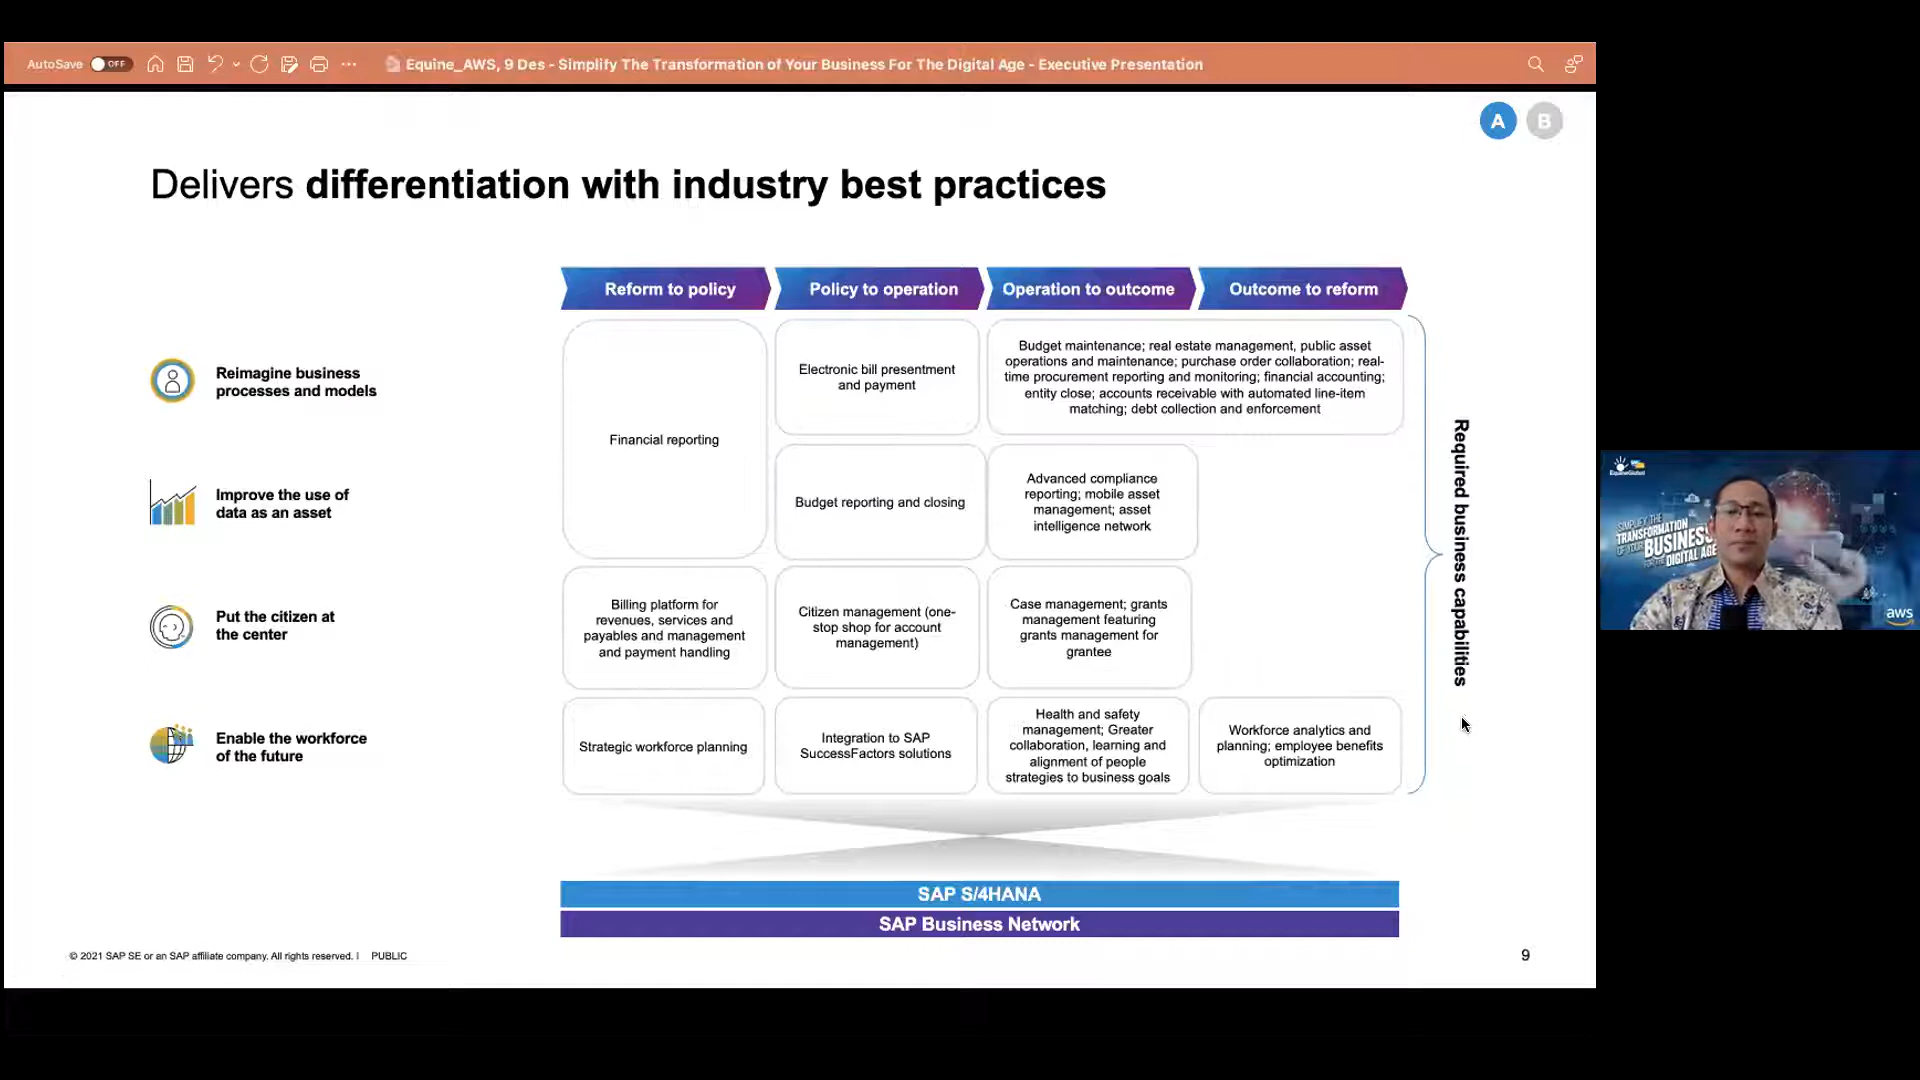 AutoSave OFF
Equine_AWS, 9 Des - Simplify The Transformation of Your Business For The Digital Age - Executive Presentation
A B
Delivers differentiation with industry best practices
Reform to policy
Policy to operation
Operation to outcome
Outcome to reform
Reimagine business
processes and models
Financial reporting
Electronic bill presentment
and payment
Budget maintenance; real estate management, public asset
operations and maintenance; purchase order collaboration; real-
time procurement reporting and monitoring; financial accounting;
entity close; accounts receivable with automated line-item
matching; debt collection and enforcement
Improve the use of
data as an asset
Budget reporting and closing
Advanced compliance
reporting; mobile asset
management; asset
intelligence network
Put the citizen at
the center
Billing platform for
revenues, services and
payables and management
and payment handling
Citizen management (one-
stop shop for account
management)
Case management; grants
management featuring
grants management for
grantee
Enable the workforce
of the future
Strategic workforce planning
Integration to SAP
SuccessFactors solutions
Health and safety
management; Greater
collaboration, learning and
alignment of people
strategies to business goals
Workforce analytics and
planning; employee benefits
optimization
Required business capabilities
SAP S/4HANA
SAP Business Network
© 2021 SAP SE or an SAP affiliate company. All rights reserved. I PUBLIC
9
EquineGlobal
SIMPLIFY THE
TRANSFORMATION
OF YOUR BUSINESS
FOR THE DIGITAL AGE
aws